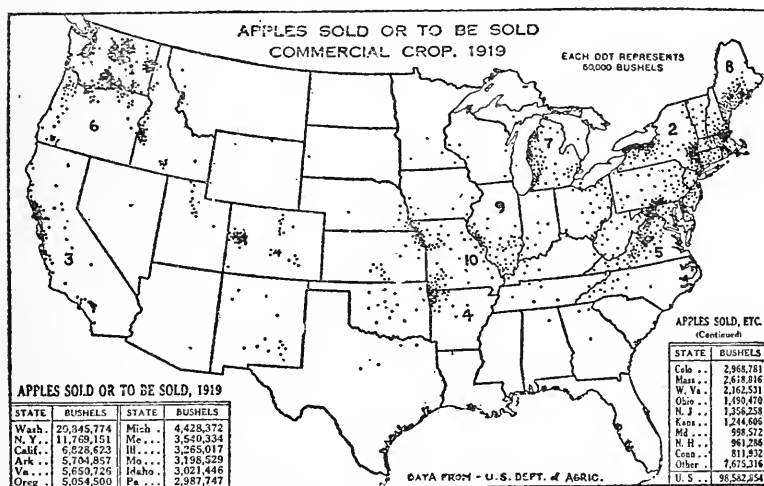 APPLES SOLD OR TO BE SOLD
COMMERCIAL CROP. 1919
EACH DOT REPRESENTS
50,000 BUSHELS
8
2
6
7
9
3
10
5
4
APPLES SOLD OR TO BE SOLD, 1919
STATE BUSHELS STATE BUSHELS
Wash. 20,845,774 Mich 4,428,372
N. Y. . 11,769,151 Me . . . 3,540,334
Calif. . 6,828,623 Ill . . . . 3,265,017
Ark . . 5,704,857 Mo . . . 3,198,529
Va . . . 5,650,726 Idaho . 3,021,446
Oreg . 5,054,500 Pa . . . 2,987,747
DATA FROM - U.S. DEPT. of AGRIC.
APPLES SOLD, ETC.
(Continued)
STATE BUSHELS
Colo . . 2,968,781
Mass . . 2,618,816
W. Va . 2,162,531
Ohio . . 1,490,470
N. J . . . 1,356,258
Kans . . 1,244,606
Md . . . 998,572
N. H . . 961,286
Conn . . 811,932
Other . 7,675,316
U. S . . 98,582,854